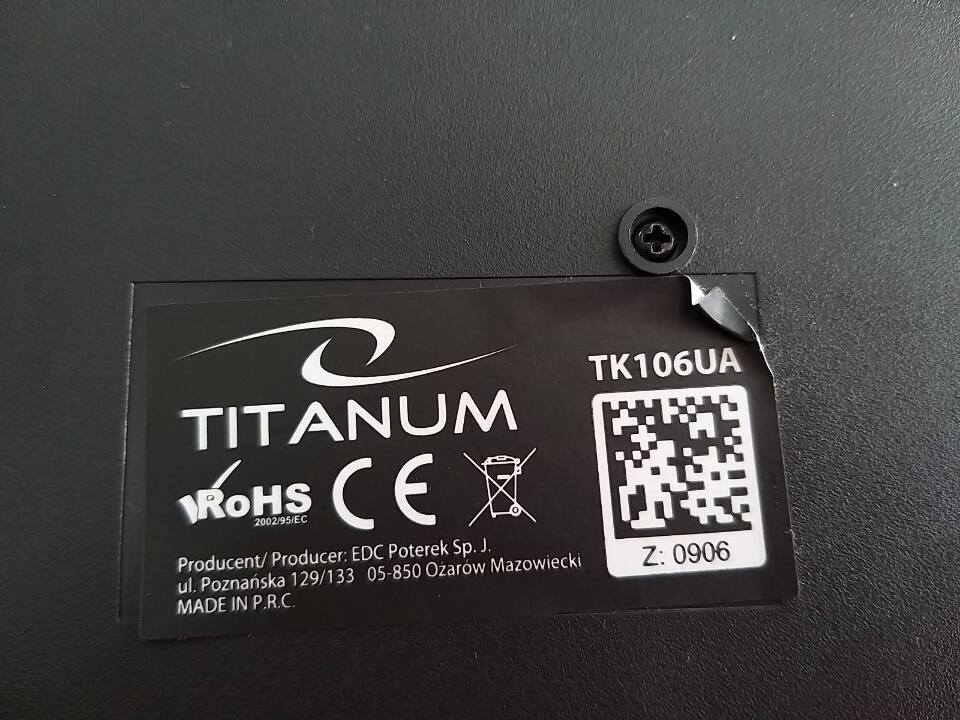 TITANUM
TK106UA
RoHS
2002/95/EC
CE
Z: 0906
Producent/ Producer: EDC Poterek Sp. J.
ul. Poznańska 129/133 05-850 Ożarów Mazowiecki
MADE IN P.R.C.